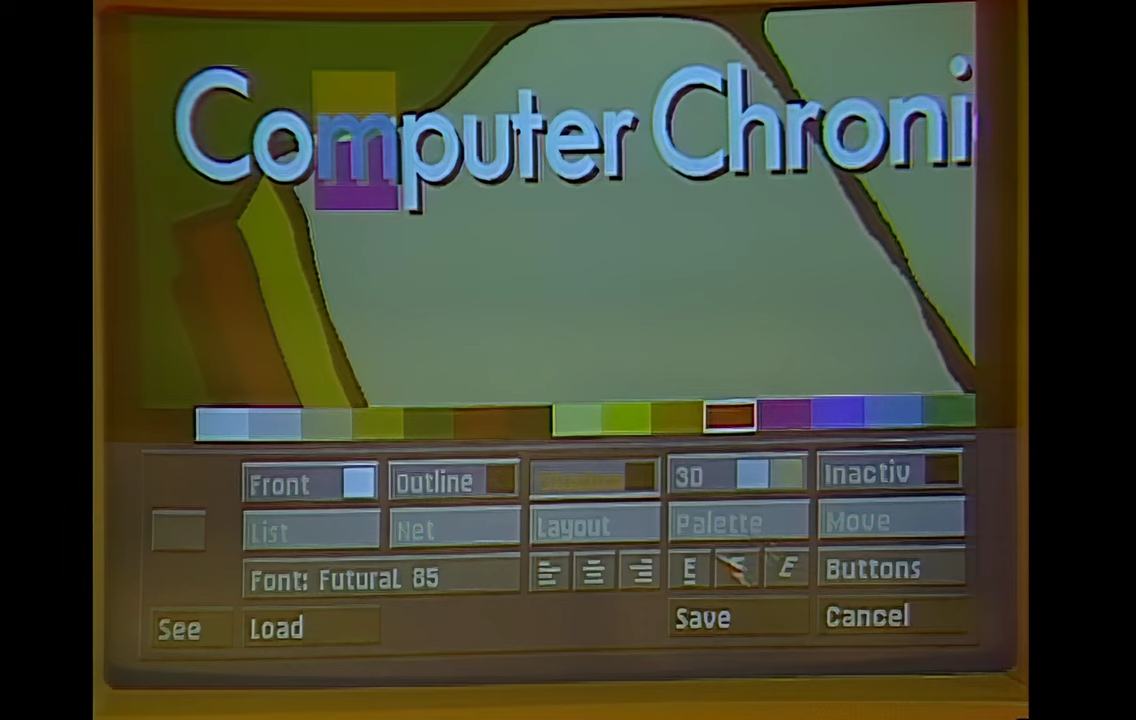 Computer Chroni
Front Outline 3D Inactiv
List Net Layout Palette Move
Font: Futural 85 E E Buttons
See Load Save Cancel